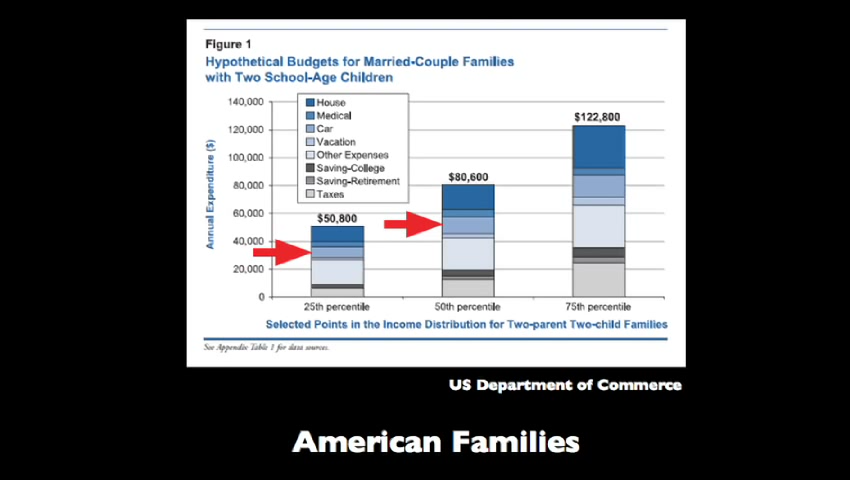 Figure 1
Hypothetical Budgets for Married-Couple Families
with Two School-Age Children
Annual Expenditure ($)
140,000
120,000
100,000
80,000
60,000
40,000
20,000
0
House
Medical
Car
Vacation
Other Expenses
Saving-College
Saving-Retirement
Taxes
$50,800
$80,600
$122,800
25th percentile
50th percentile
75th percentile
Selected Points in the Income Distribution for Two-parent Two-child Families
See Appendix Table 1 for data sources.
US Department of Commerce
American Families